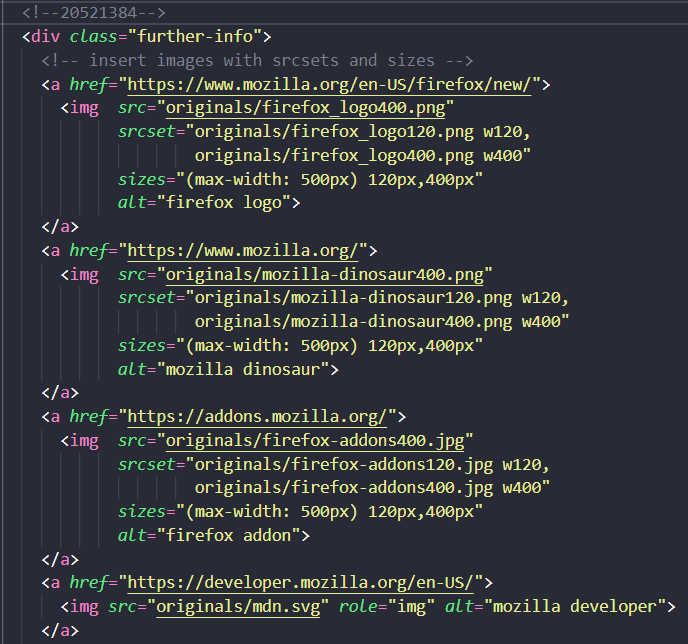 <!--20521384-->
<div class="further-info">
<!-- insert images with srcsets and sizes -->
<a href="https://www.mozilla.org/en-US/firefox/new/">
<img  src="originals/firefox_logo400.png"
srcset="originals/firefox_logo120.png w120,
originals/firefox_logo400.png w400"
sizes="(max-width: 500px) 120px,400px"
alt="firefox logo">
</a>
<a href="https://www.mozilla.org/">
<img  src="originals/mozilla-dinosaur400.png"
srcset="originals/mozilla-dinosaur120.png w120,
originals/mozilla-dinosaur400.png w400"
sizes="(max-width: 500px) 120px,400px"
alt="mozilla dinosaur">
</a>
<a href="https://addons.mozilla.org/">
<img  src="originals/firefox-addons400.jpg"
srcset="originals/firefox-addons120.jpg w120,
originals/firefox-addons400.jpg w400"
sizes="(max-width: 500px) 120px,400px"
alt="firefox addon">
</a>
<a href="https://developer.mozilla.org/en-US/">
<img src="originals/mdn.svg" role="img" alt="mozilla developer">
</a>